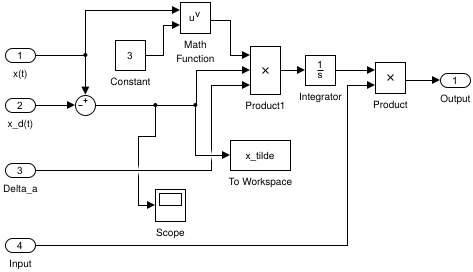 1
x(t)
2
x_d(t)
3
Delta_a
4
Input
3
Constant
u^v
Math
Function
- +
×
Product1
1
s
Integrator
×
Product
1
Output
x_tilde
To Workspace
Scope